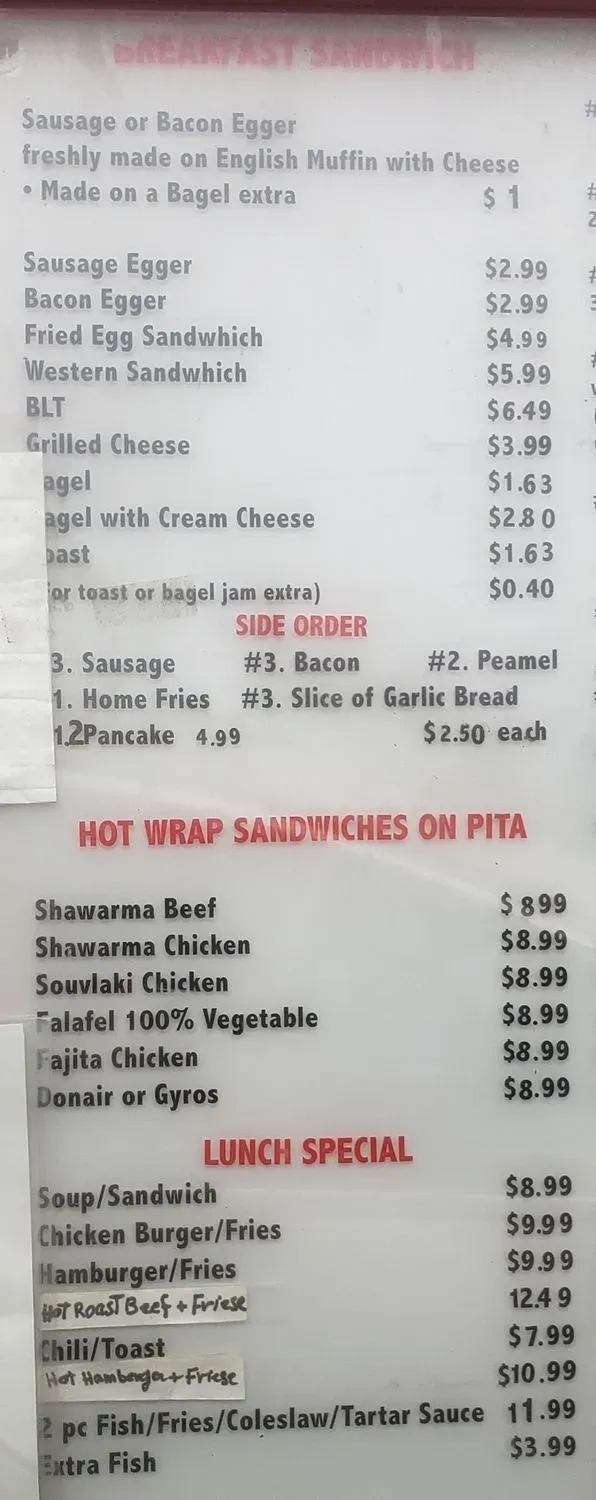 BREAKFAST SANDWICH
Sausage or Bacon Egger
freshly made on English Muffin with Cheese
• Made on a Bagel extra $ 1
Sausage Egger $2.99
Bacon Egger $2.99
Fried Egg Sandwhich $4.99
Western Sandwhich $5.99
BLT $6.49
Grilled Cheese $3.99
agel $1.63
agel with Cream Cheese $2.80
oast $1.63
or toast or bagel jam extra) $0.40
SIDE ORDER
3. Sausage #3. Bacon #2. Peamel
1. Home Fries #3. Slice of Garlic Bread
1.2Pancake 4.99 $2.50 each
HOT WRAP SANDWICHES ON PITA
Shawarma Beef $ 899
Shawarma Chicken $8.99
Souvlaki Chicken $8.99
Falafel 100% Vegetable $8.99
Fajita Chicken $8.99
Donair or Gyros $8.99
LUNCH SPECIAL
Soup/Sandwich $8.99
Chicken Burger/Fries $9.99
Hamburger/Fries $9.99
Hot Roast Beef + Friese 12.49
Chili/Toast $7.99
Hot Hamberger + Friese $10.99
2 pc Fish/Fries/Coleslaw/Tartar Sauce 11.99
Extra Fish $3.99